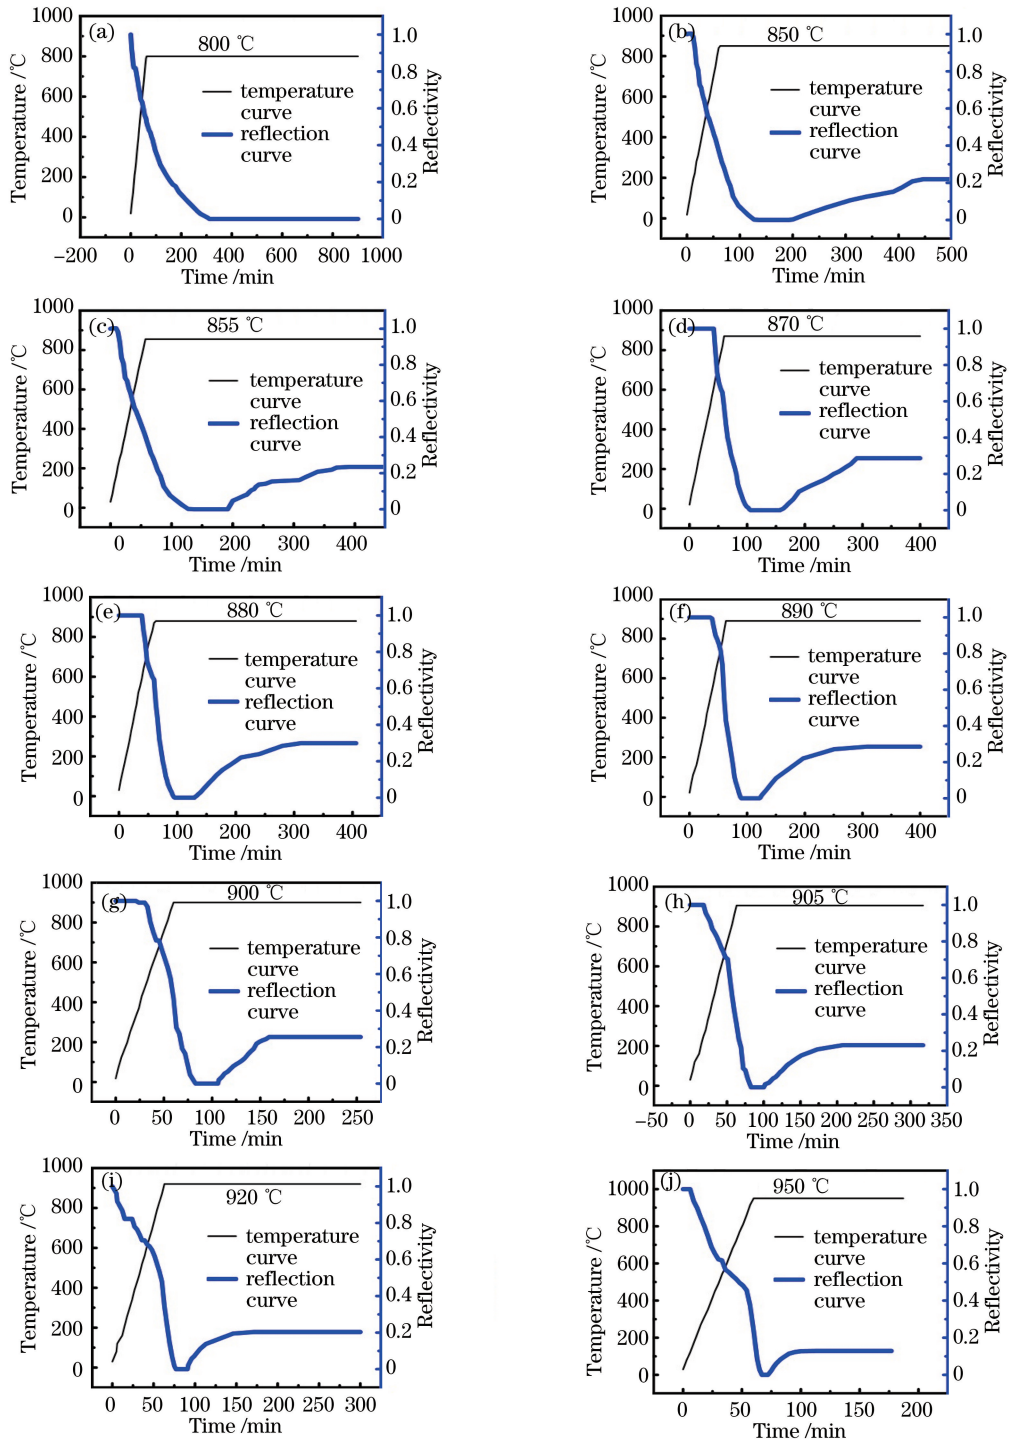 (a)
800 ℃
temperature
curve
reflection
curve
1000
800
600
400
200
0
Temperature /℃
1.0
0.8
0.6
0.4
0.2
0
Reflectivity
−200 0 200 400 600 800 1000
Time /min
(b)
850 ℃
temperature
curve
reflection
curve
1000
800
600
400
200
0
Temperature /℃
1.0
0.8
0.6
0.4
0.2
0
Reflectivity
0 100 200 300 400 500
Time /min
(c)
855 ℃
temperature
curve
reflection
curve
1000
800
600
400
200
0
Temperature /℃
1.0
0.8
0.6
0.4
0.2
0
Reflectivity
0 100 200 300 400
Time /min
(d)
870 ℃
temperature
curve
reflection
curve
1000
800
600
400
200
0
Temperature /℃
1.0
0.8
0.6
0.4
0.2
0
Reflectivity
0 100 200 300 400
Time /min
(e)
880 ℃
temperature
curve
reflection
curve
1000
800
600
400
200
0
Temperature /℃
1.0
0.8
0.6
0.4
0.2
0
Reflectivity
0 100 200 300 400
Time /min
(f)
890 ℃
temperature
curve
reflection
curve
1000
800
600
400
200
0
Temperature /℃
1.0
0.8
0.6
0.4
0.2
0
Reflectivity
0 100 200 300 400
Time /min
(g)
900 ℃
temperature
curve
reflection
curve
1000
800
600
400
200
0
Temperature /℃
1.0
0.8
0.6
0.4
0.2
0
Reflectivity
0 50 100 150 200 250
Time /min
(h)
905 ℃
temperature
curve
reflection
curve
1000
800
600
400
200
0
Temperature /℃
1.0
0.8
0.6
0.4
0.2
0
Reflectivity
−50 0 50 100 150 200 250 300 350
Time /min
(i)
920 ℃
temperature
curve
reflection
curve
1000
800
600
400
200
0
Temperature /℃
1.0
0.8
0.6
0.4
0.2
0
Reflectivity
0 50 100 150 200 250 300
Time /min
(j)
950 ℃
temperature
curve
reflection
curve
1000
800
600
400
200
0
Temperature /℃
1.0
0.8
0.6
0.4
0.2
0
Reflectivity
0 50 100 150 200
Time /min